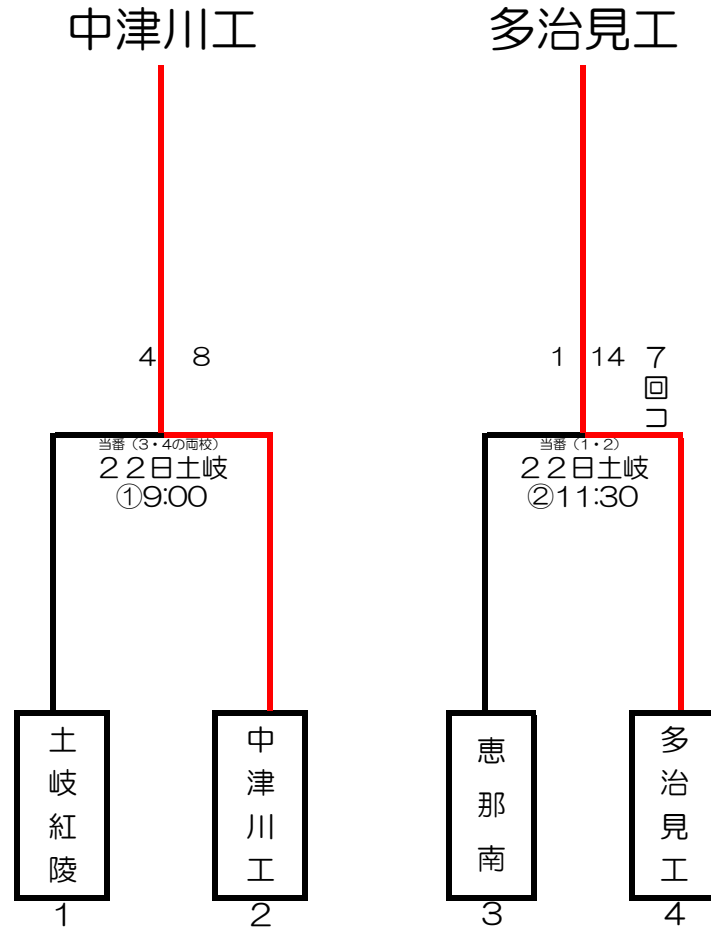 中津川工
多治見工
4 8
1 14 7回コ
当番（3・4の両校）
２２日土岐
①9:00
当番（1・2）
２２日土岐
②11:30
土岐紅陵
中津川工
恵那南
多治見工
1
2
3
4